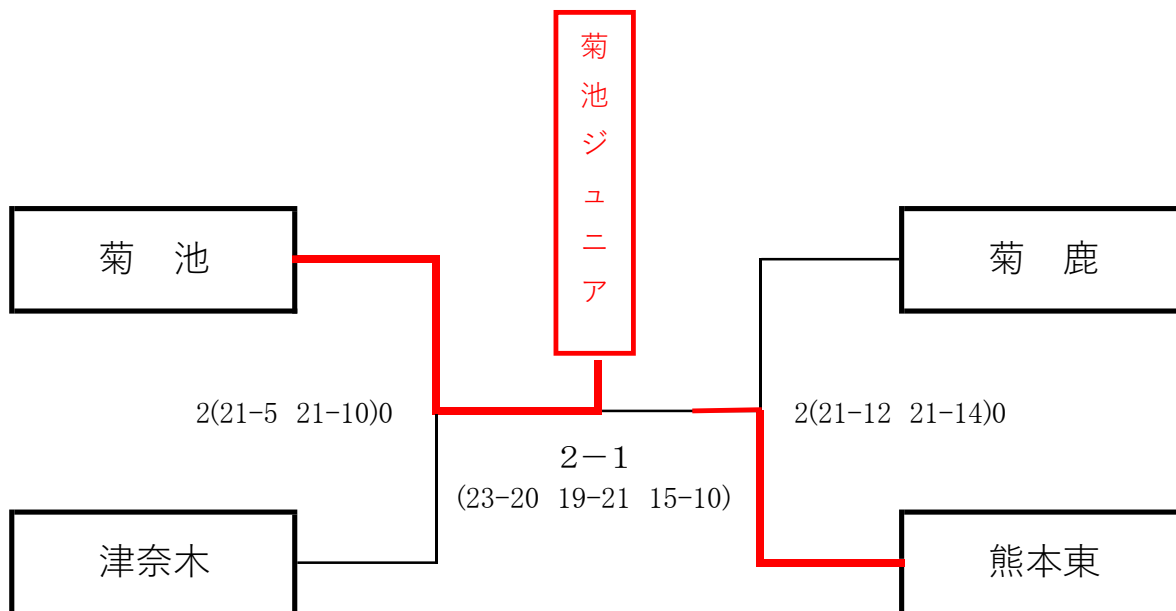 菊池ジュニア
菊　池
菊　鹿
2(21-5 21-10)0
2(21-12 21-14)0
２－１
(23-20 19-21 15-10)
津奈木
熊本東